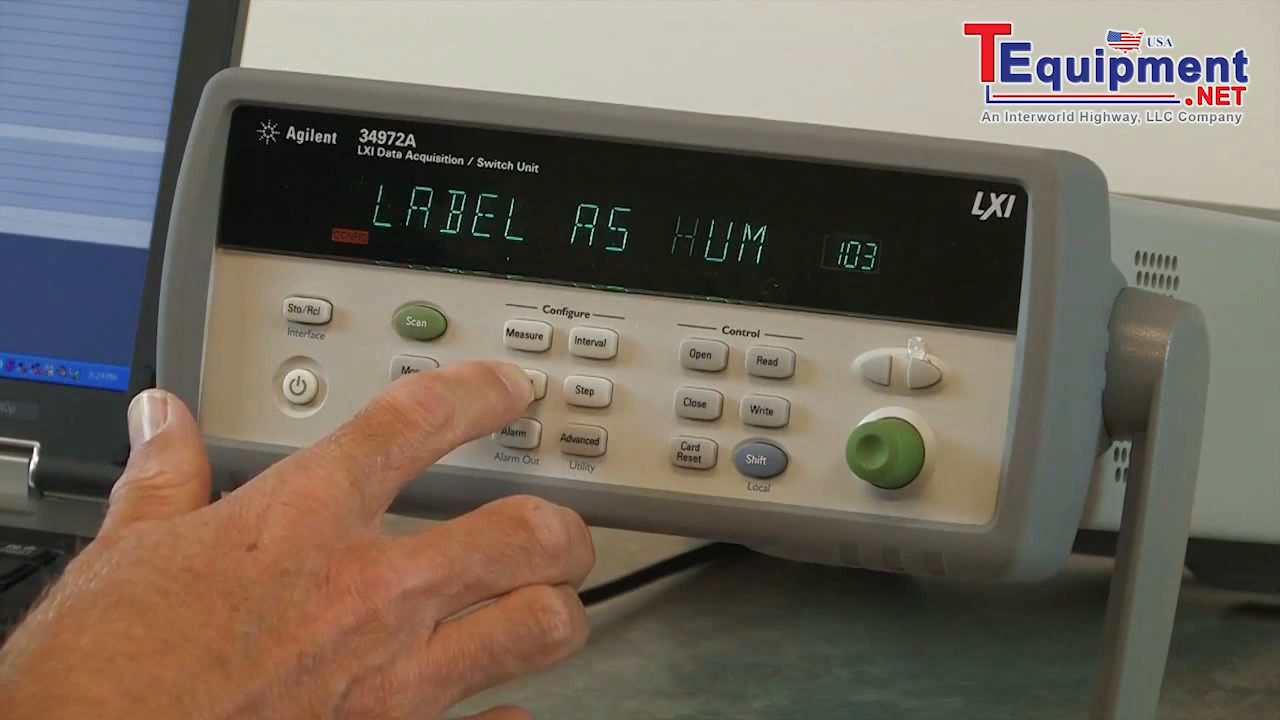 TEquipment.NET
USA
An Interworld Highway, LLC Company
Agilent
34972A
LXI Data Acquisition / Switch Unit
LXI
LABEL AS HUM 103
CONFIG
Sto/Rcl
Interface
Scan
Configure
Measure
Interval
Control
Open
Read
Step
Close
Write
Alarm
Alarm Out
Advanced
Utility
Card
Reset
Shift
Local